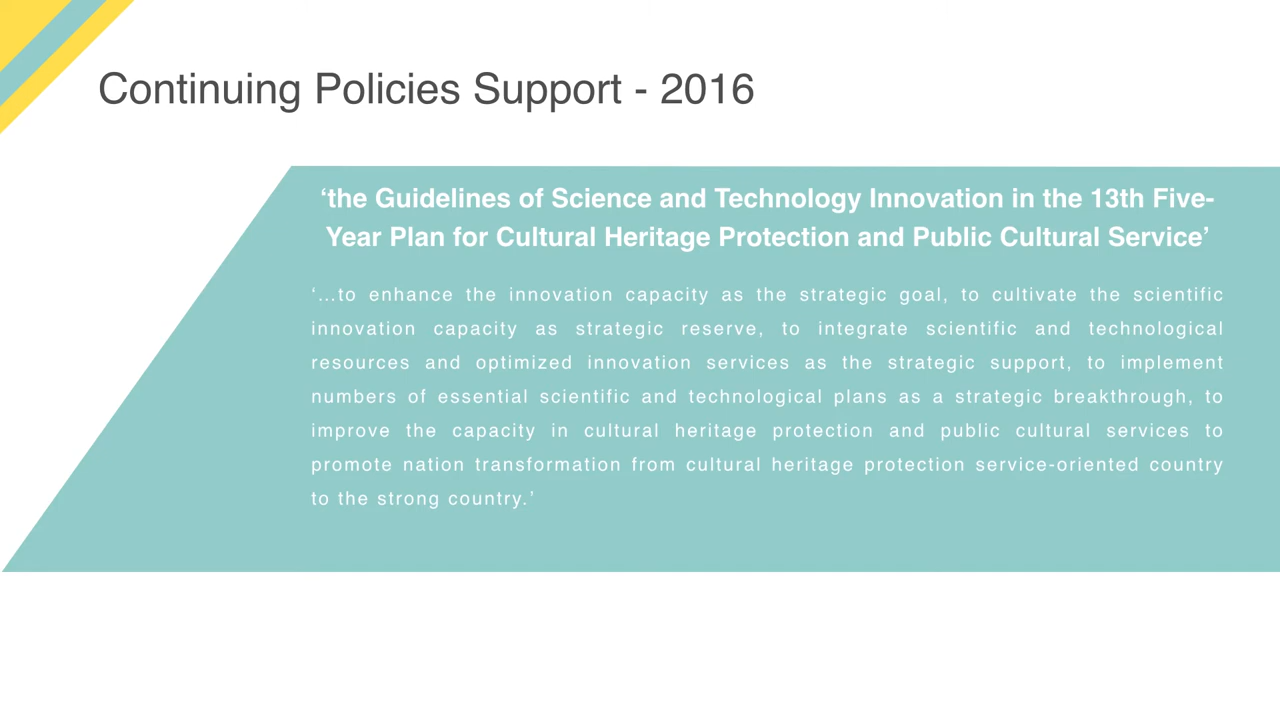 Continuing Policies Support - 2016
‘the Guidelines of Science and Technology Innovation in the 13th Five-
Year Plan for Cultural Heritage Protection and Public Cultural Service’
‘…to enhance the innovation capacity as the strategic goal, to cultivate the scientific
innovation capacity as strategic reserve, to integrate scientific and technological
resources and optimized innovation services as the strategic support, to implement
numbers of essential scientific and technological plans as a strategic breakthrough, to
improve the capacity in cultural heritage protection and public cultural services to
promote nation transformation from cultural heritage protection service-oriented country
to the strong country.’